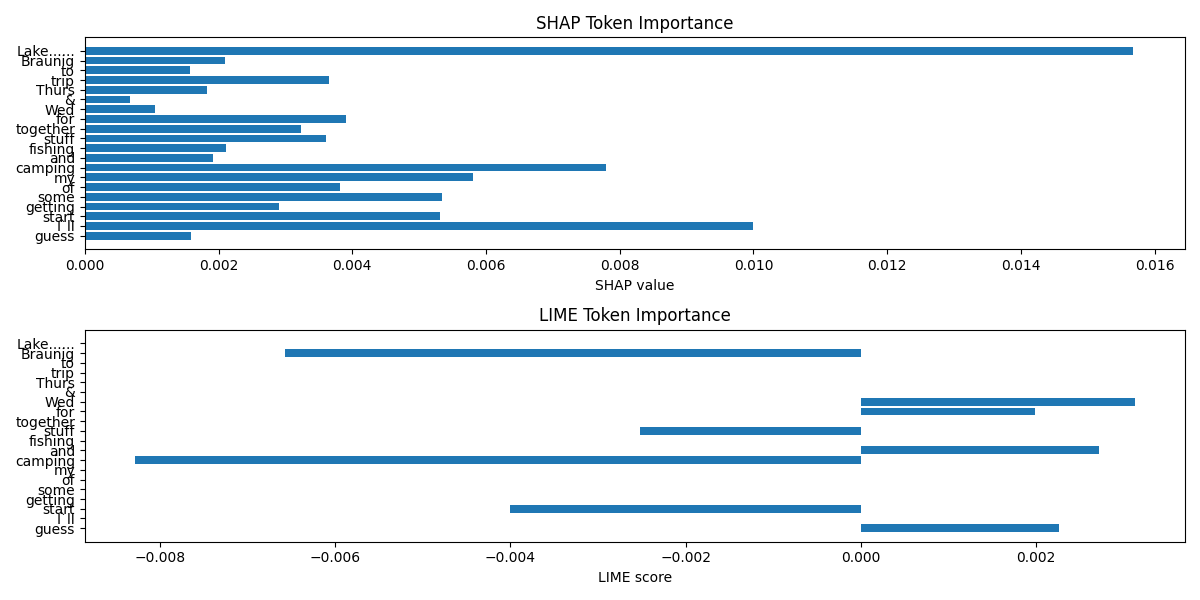 SHAP Token Importance
Lake......
Braunig
to
trip
Thurs
&
Wed
for
together
stuff
fishing
and
camping
my
of
some
getting
start
I'll
guess
0.000 0.002 0.004 0.006 0.008 0.010 0.012 0.014 0.016
SHAP value
LIME Token Importance
Lake......
Braunig
to
trip
Thurs
&
Wed
for
together
stuff
fishing
and
camping
my
of
some
getting
start
I'll
guess
−0.008 −0.006 −0.004 −0.002 0.000 0.002
LIME score